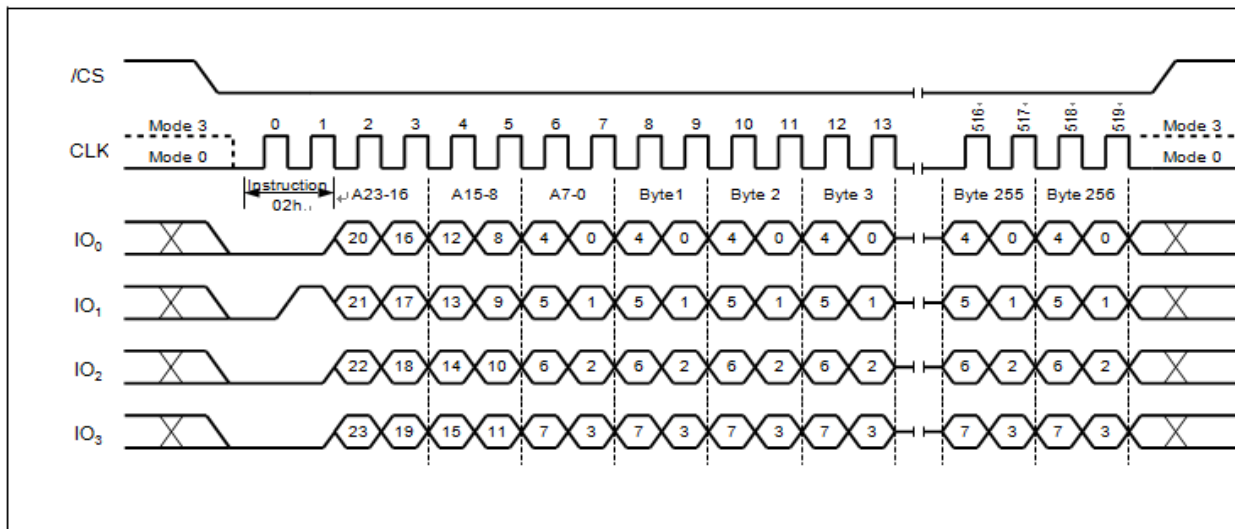 /CS
Mode 3 0 1 2 3 4 5 6 7 8 9 10 11 12 13 516 517 518 519 Mode 3
CLK
Mode 0 Mode 0
Instruction A23-16 A15-8 A7-0 Byte1 Byte 2 Byte 3 Byte 255 Byte 256
02h.
IO0 20 16 12 8 4 0 4 0 4 0 4 0 4 0 4 0
IO1 21 17 13 9 5 1 5 1 5 1 5 1 5 1 5 1
IO2 22 18 14 10 6 2 6 2 6 2 6 2 6 2 6 2
IO3 23 19 15 11 7 3 7 3 7 3 7 3 7 3 7 3